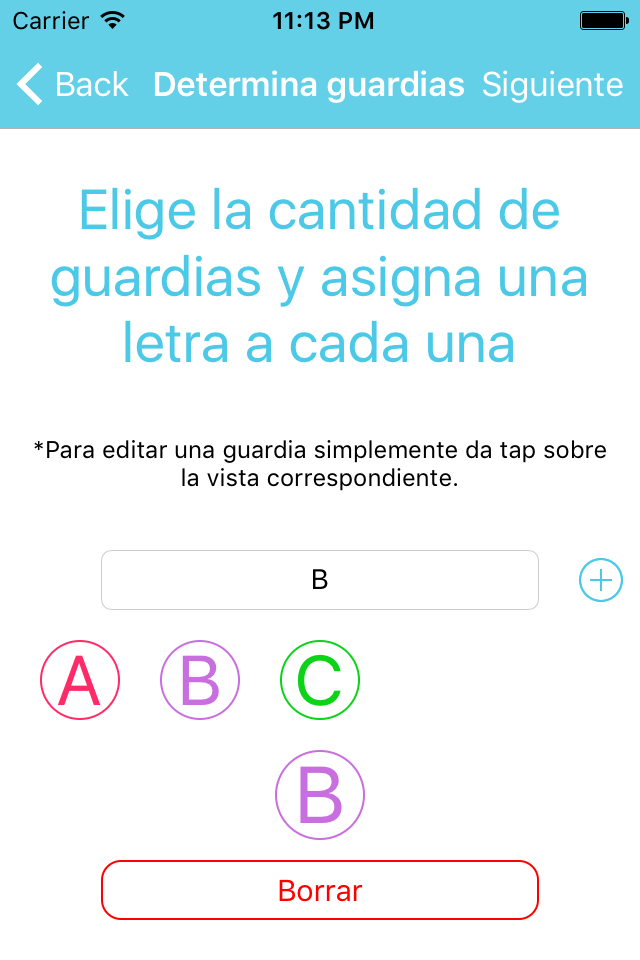 Carrier 11:13 PM
Back Determina guardias Siguiente
Elige la cantidad de
guardias y asigna una
letra a cada una
*Para editar una guardia simplemente da tap sobre
la vista correspondiente.
B
A B C
B
Borrar